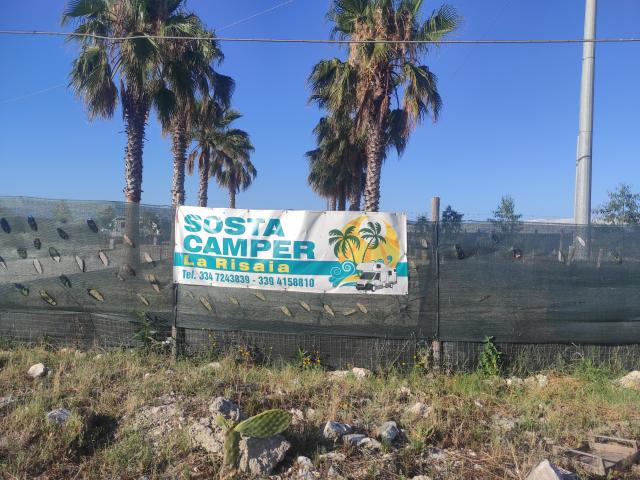 SOSTA
CAMPER
La Risaia
Tel. 334 7243839 - 339 4158810